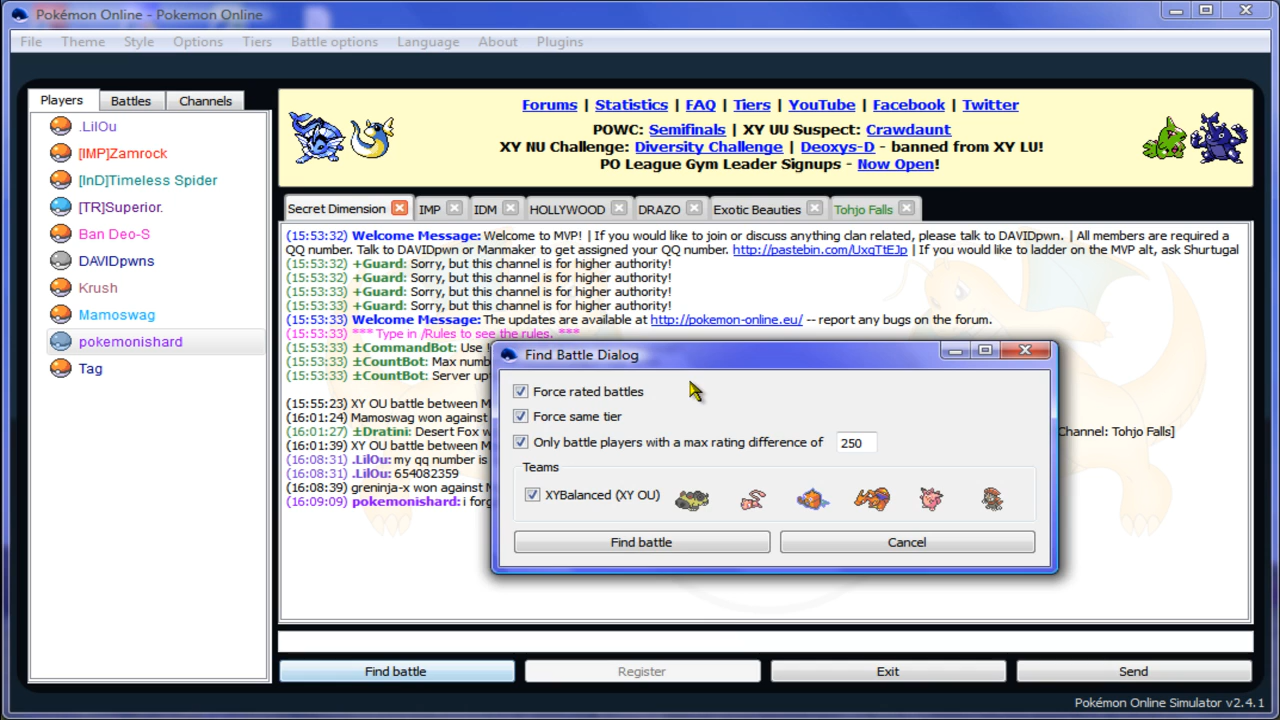 Pokémon Online - Pokemon Online
File Theme Style Options Tiers Battle options Language About Plugins
Players Battles Channels
.LilOu
[IMP]Zamrock
[InD]Timeless Spider
[TR]Superior.
Ban Deo-S
DAVIDpwns
Krush
Mamoswag
pokemonishard
Tag
Forums | Statistics | FAQ | Tiers | YouTube | Facebook | Twitter
POWC: Semifinals | XY UU Suspect: Crawdaunt
XY NU Challenge: Diversity Challenge | Deoxys-D - banned from XY LU!
PO League Gym Leader Signups - Now Open!
Secret Dimension IMP IDM HOLLYWOOD DRAZO Exotic Beauties Tohjo Falls
(15:53:32) Welcome Message: Welcome to MVP! | If you would like to join or discuss anything clan related, please talk to DAVIDpwn. | All members are required a
QQ number. Talk to DAVIDpwn or Manmaker to get assigned your QQ number. http://pastebin.com/UxqTtEJp | If you would like to ladder on the MVP alt, ask Shurtugal
(15:53:32) +Guard: Sorry, but this channel is for higher authority!
(15:53:32) +Guard: Sorry, but this channel is for higher authority!
(15:53:33) +Guard: Sorry, but this channel is for higher authority!
(15:53:33) +Guard: Sorry, but this channel is for higher authority!
(15:53:33) Welcome Message: The updates are available at http://pokemon-online.eu/ -- report any bugs on the forum.
(15:53:33) *** Type in /Rules to see the rules. ***
(15:53:33) ±CommandBot: Use
(15:53:33) ±CountBot: Max numb
(15:53:33) ±CountBot: Server up
(15:55:23) XY OU battle between M
(16:01:24) Mamoswag won against
(16:01:27) ±Dratini: Desert Fox w Channel: Tohjo Falls]
(16:01:39) XY OU battle between M
(16:08:31) .LilOu: my qq number is
(16:08:31) .LilOu: 654082359
(16:08:39) greninja-x won against
(16:09:09) pokemonishard: i forg
Find Battle Dialog
Force rated battles
Force same tier
Only battle players with a max rating difference of 250
Teams
XYBalanced (XY OU)
Find battle Cancel
Find battle Register Exit Send
Pokémon Online Simulator v2.4.1